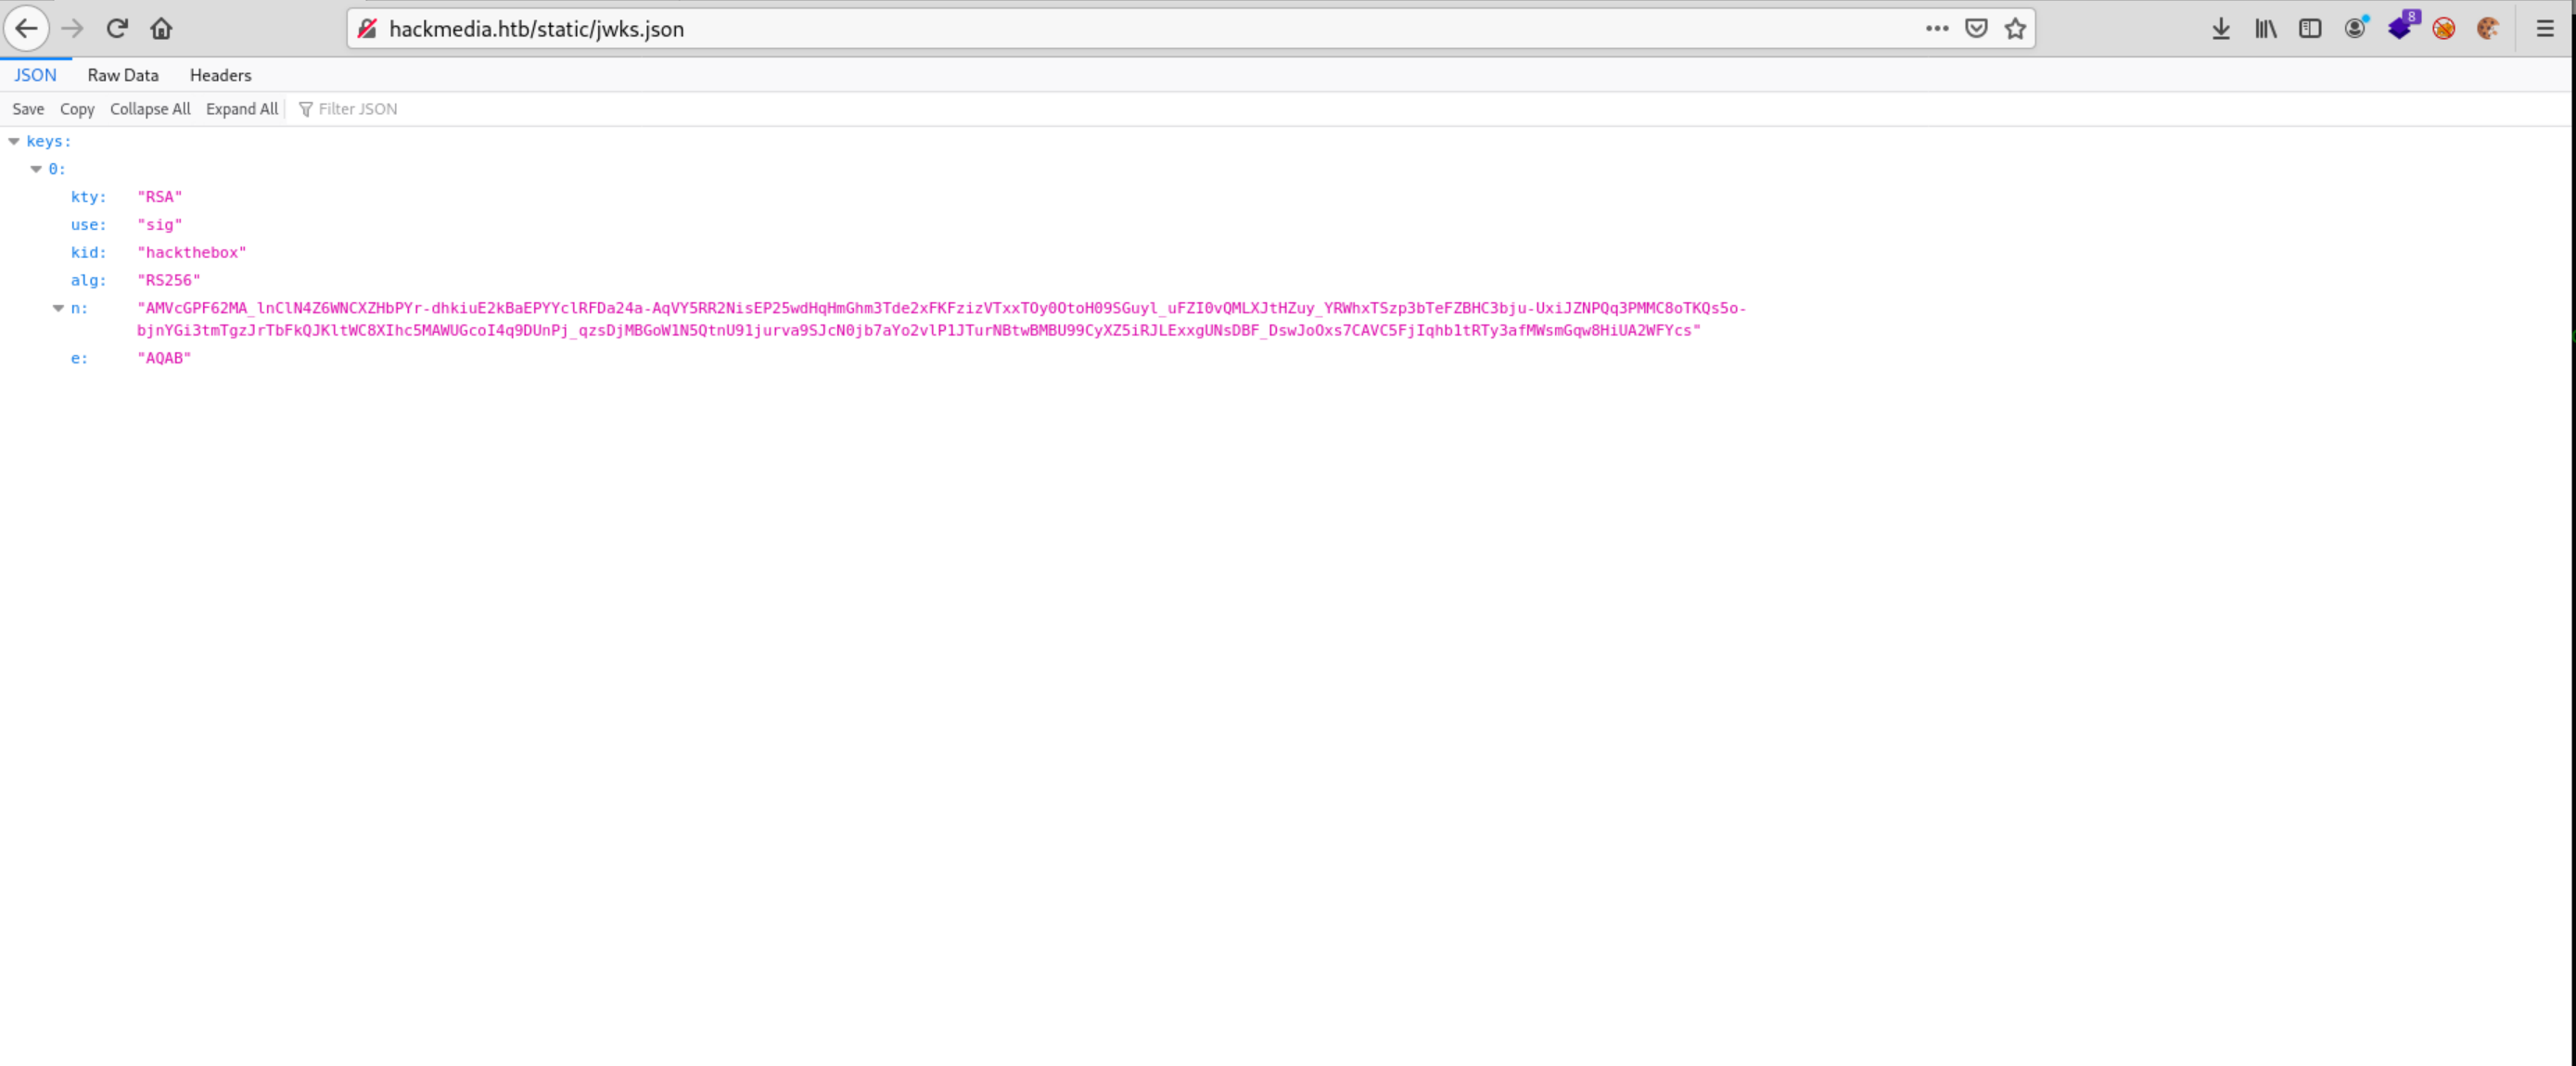 hackmedia.htb/static/jwks.json
8
JSON Raw Data Headers
Save Copy Collapse All Expand All Filter JSON
keys:
0:
kty: "RSA"
use: "sig"
kid: "hackthebox"
alg: "RS256"
n: "AMVcGPF62MA_lnClN4Z6WNCXZHbPYr-dhkiuE2kBaEPYYclRFDa24a-AqVY5RR2NisEP25wdHqHmGhm3Tde2xFKFzizVTxxTOy0OtoH09SGuyl_uFZI0vQMLXJtHZuy_YRWhxTSzp3bTeFZBHC3bju-UxiJZNPQq3PMMC8oTKQs5o-
bjnYGi3tmTgzJrTbFkQJKltWC8XIhc5MAWUGcoI4q9DUnPj_qzsDjMBGoW1N5QtnU91jurva9SJcN0jb7aYo2vlP1JTurNBtwBMBU99CyXZ5iRJLExxgUNsDBF_DswJoOxs7CAVC5FjIqhb1tRTy3afMWsmGqw8HiUA2WFYcs"
e: "AQAB"